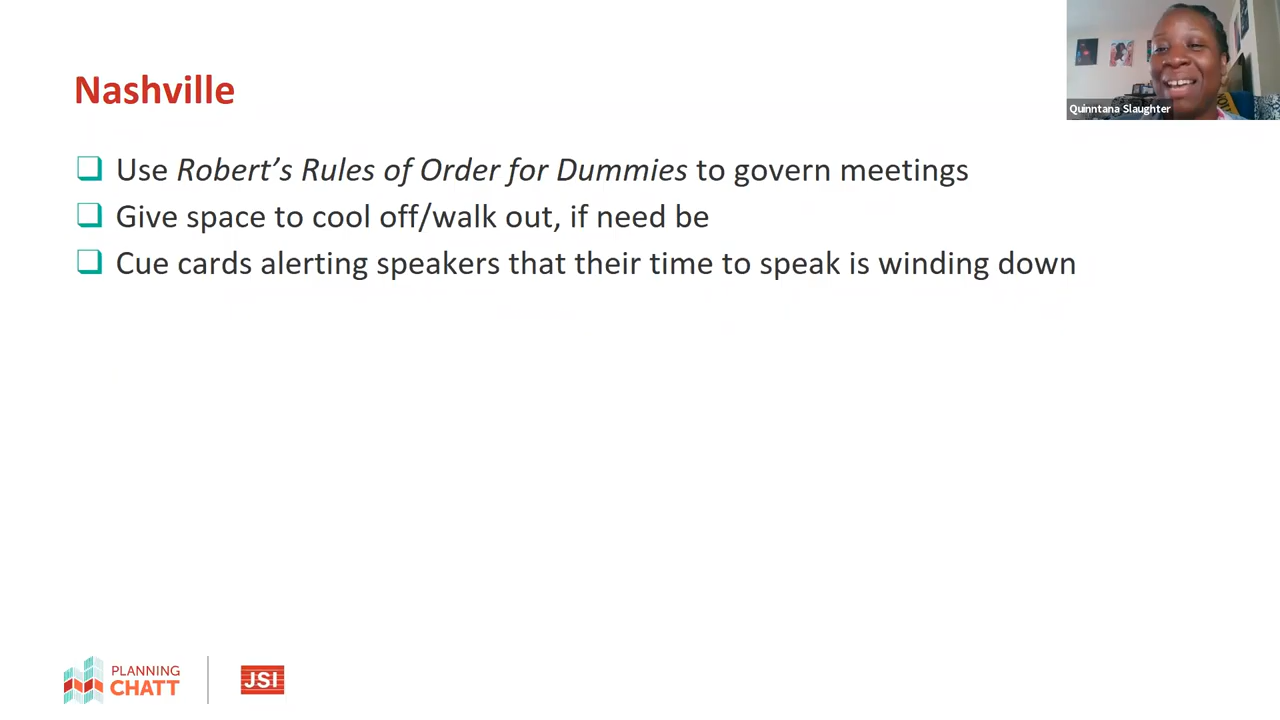 Nashville
Quinntana Slaughter
❑ Use Robert’s Rules of Order for Dummies to govern meetings
❑ Give space to cool off/walk out, if need be
❑ Cue cards alerting speakers that their time to speak is winding down
PLANNING
CHATT
JSI